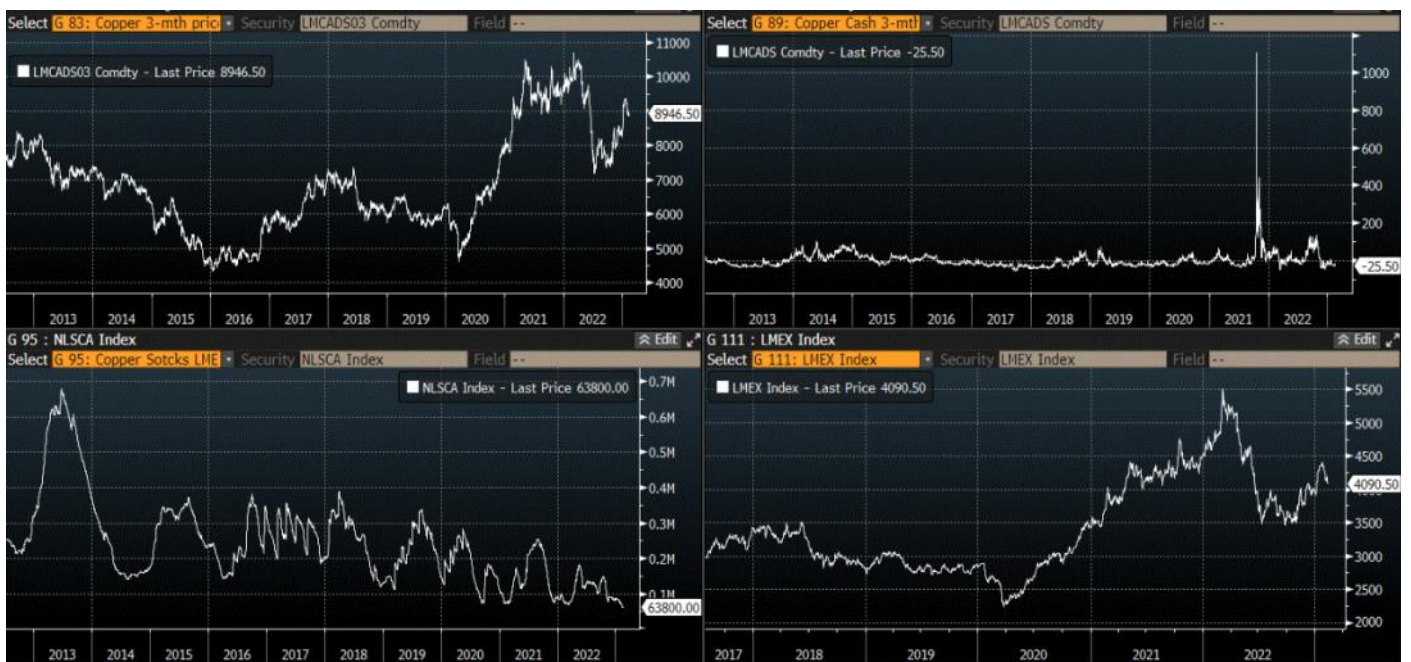 Select G 83: Copper 3-mth pric Security LMCADS03 Comdty Field --
LMCADS03 Comdty - Last Price 8946.50
11000
10000
8946.50
8000
7000
6000
5000
4000
2013 2014 2015 2016 2017 2018 2019 2020 2021 2022
Select G 89: Copper Cash 3-mth Security LMCADS Comdty Field --
LMCADS Comdty - Last Price -25.50
1000
800
600
400
200
-25.50
2013 2014 2015 2016 2017 2018 2019 2020 2021 2022
G 95 : NLSCA Index Edit
Select G 95: Copper Sotcks LME Security NLSCA Index Field --
NLSCA Index - Last Price 63800.00
0.7M
0.6M
0.5M
0.4M
0.3M
0.2M
0.1M
63800.00
2013 2014 2015 2016 2017 2018 2019 2020 2021 2022
G 111 : LMEX Index Edit
Select G 111: LMEX Index Security LMEX Index Field --
LMEX Index - Last Price 4090.50
5500
5000
4500
4090.50
3500
3000
2500
2000
2017 2018 2019 2020 2021 2022